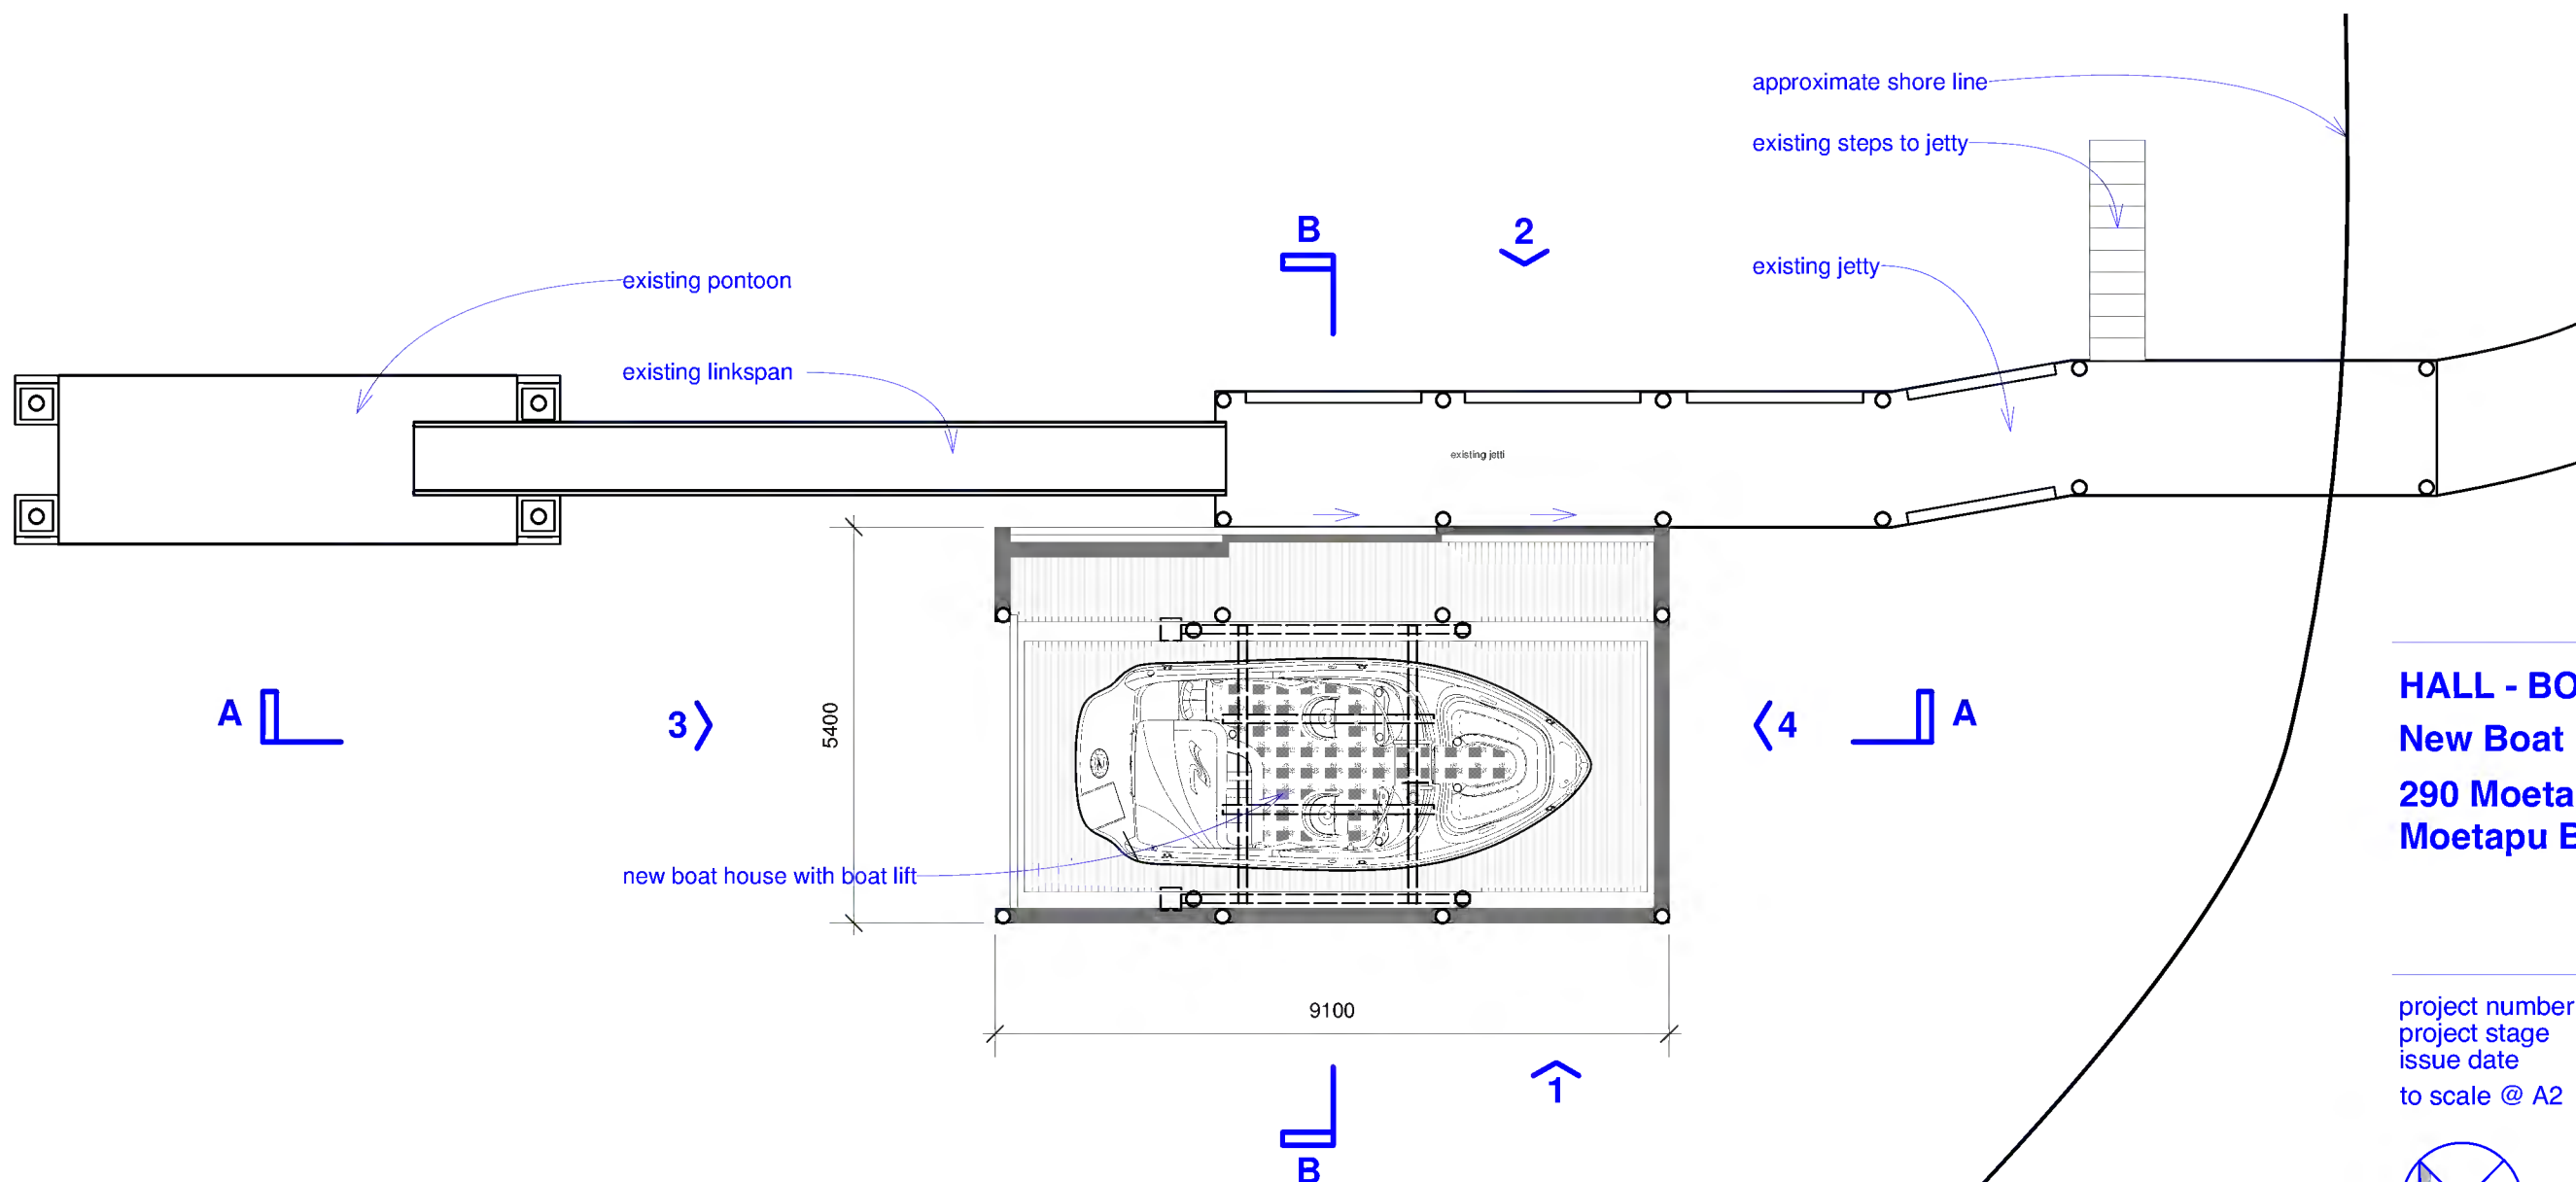 approximate shore line
existing steps to jetty
B
2
existing jetty
existing pontoon
existing linkspan
existing jetti
A
3
5400
4
A
new boat house with boat lift
9100
1
B
HALL - BO
New Boat
290 Moeta
Moetapu B
project number
project stage
issue date
to scale @ A2